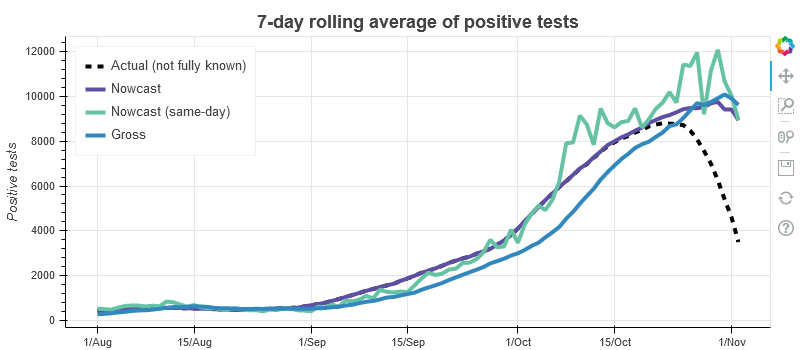 7-day rolling average of positive tests
12000
10000
8000
6000
4000
2000
0
Positive tests
Actual (not fully known)
Nowcast
Nowcast (same-day)
Gross
1/Aug
15/Aug
1/Sep
15/Sep
1/Oct
15/Oct
1/Nov